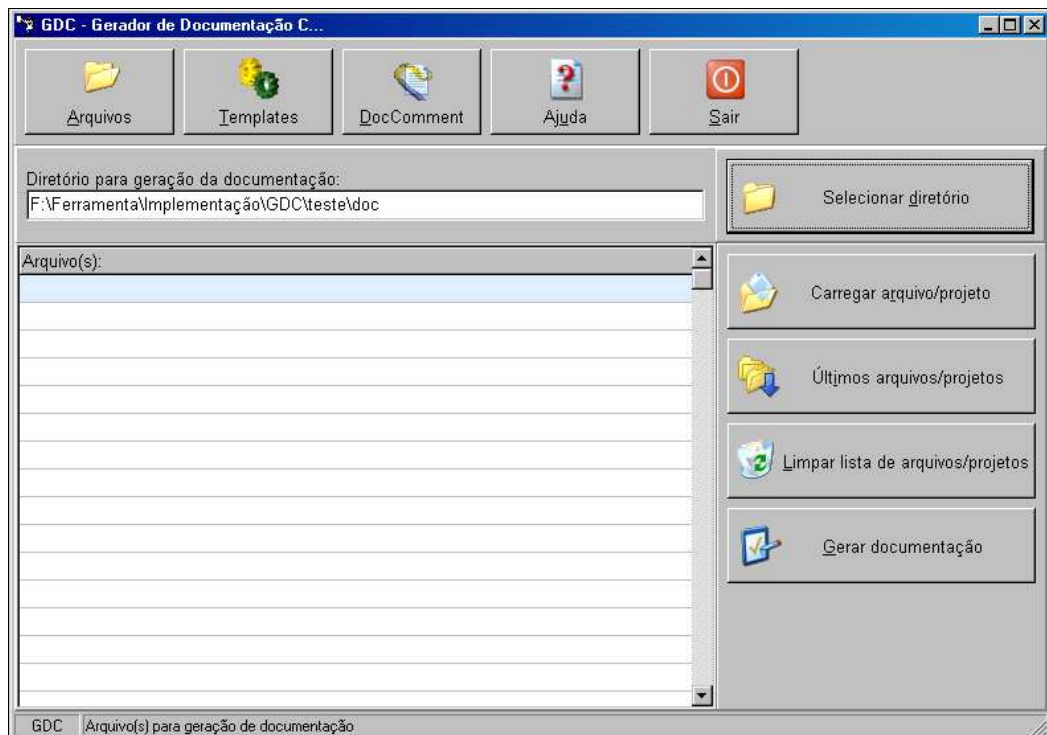 GDC - Gerador de Documentação C...
Arquivos
Templates
DocComment
Ajuda
Sair
Diretório para geração da documentação:
F:\Ferramenta\Implementação\GDC\teste\doc
Selecionar diretório
Arquivo(s):
Carregar arquivo/projeto
Últimos arquivos/projetos
Limpar lista de arquivos/projetos
Gerar documentação
GDC Arquivo(s) para geração de documentação